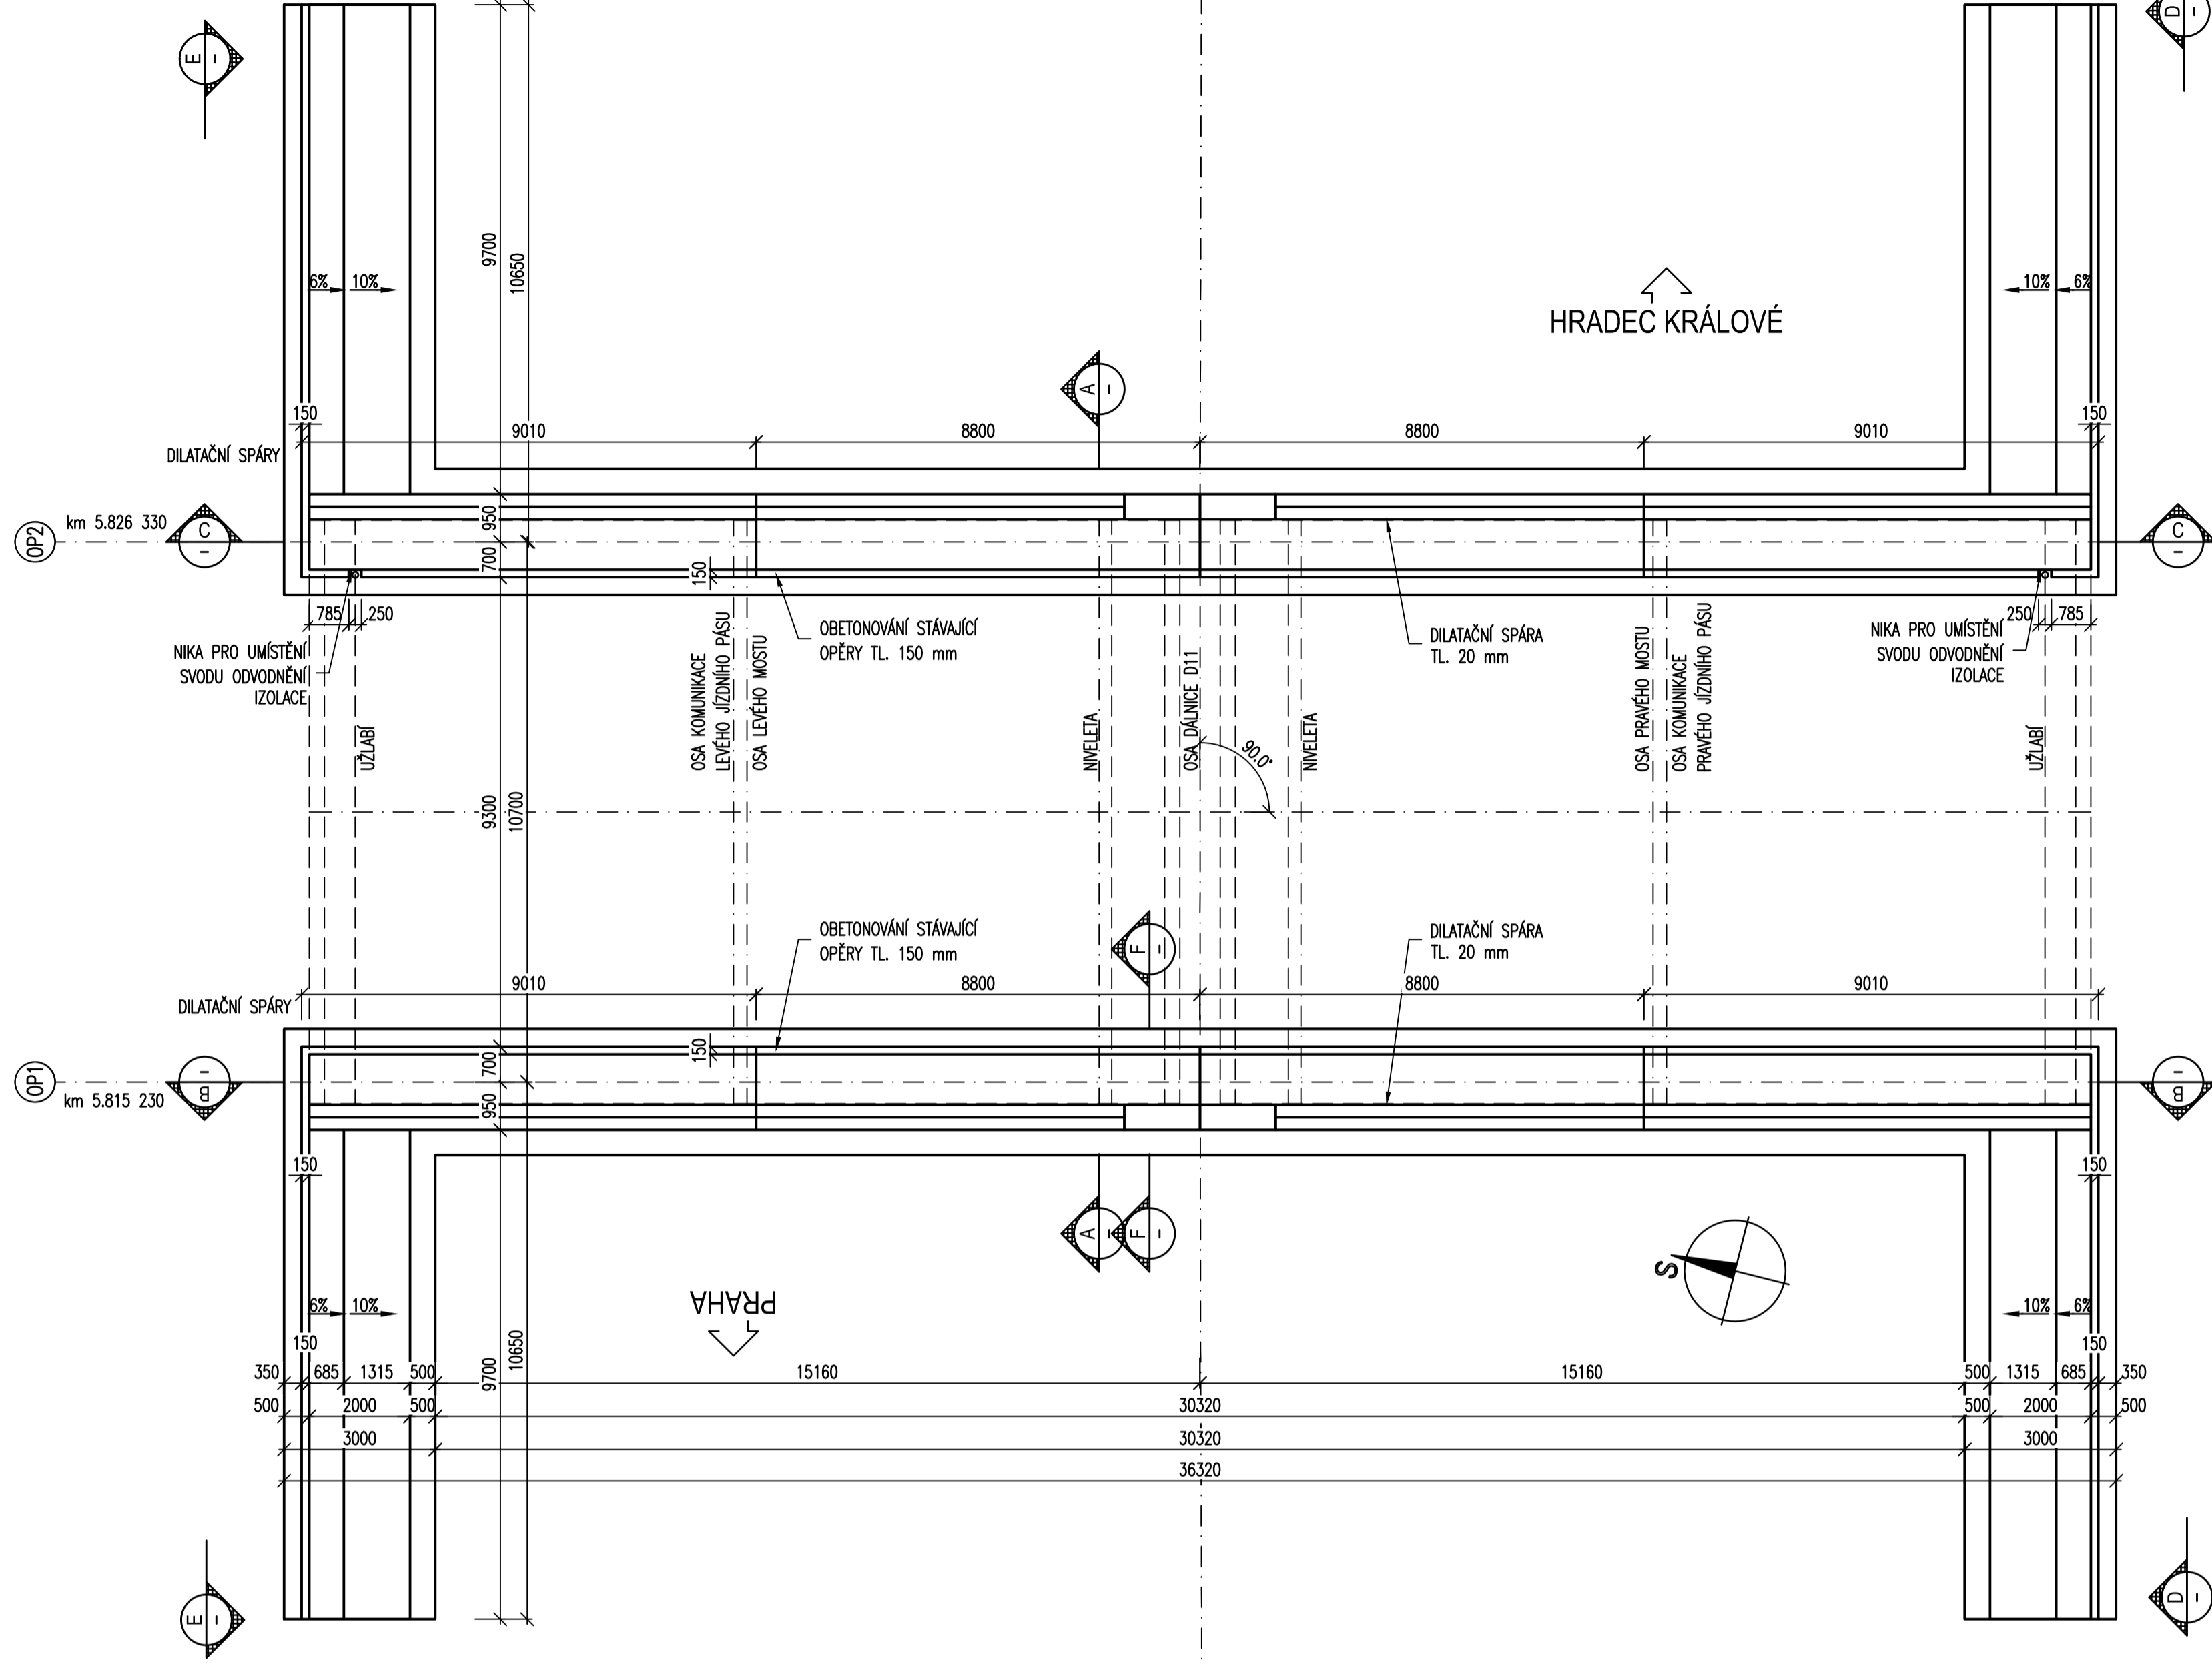 E
–
D
–
9700
10650
6%
10%
10%
6%
HRADEC KRÁLOVÉ
A
–
150
150
9010
8800
8800
9010
DILATAČNÍ SPÁRY
OP2
km 5.826 330
C
–
C
–
950
700
150
785
250
250
785
NIKA PRO UMÍSTĚNÍ
SVODU ODVODNĚNÍ
IZOLACE
OBETONOVÁNÍ STÁVAJÍCÍ
OPĚRY TL. 150 mm
DILATAČNÍ SPÁRA
TL. 20 mm
NIKA PRO UMÍSTĚNÍ
SVODU ODVODNĚNÍ
IZOLACE
UŽLABÍ
OSA KOMUNIKACE
LEVÉHO JÍZDNÍHO PÁSU
OSA LEVÉHO MOSTU
NIVELETA
OSA DÁLNICE D11
90.0°
NIVELETA
OSA PRAVÉHO MOSTU
OSA KOMUNIKACE
PRAVÉHO JÍZDNÍHO PÁSU
UŽLABÍ
9300
10700
OBETONOVÁNÍ STÁVAJÍCÍ
OPĚRY TL. 150 mm
F
–
DILATAČNÍ SPÁRA
TL. 20 mm
9010
8800
8800
9010
DILATAČNÍ SPÁRY
OP1
km 5.815 230
B
–
B
–
700
950
150
150
150
A
–
F
–
S
PRAHA
6%
10%
10%
6%
150
150
9700
10650
350
685
1315
500
15160
15160
500
1315
685
350
500
2000
500
30320
500
2000
500
3000
30320
3000
36320
E
–
D
–